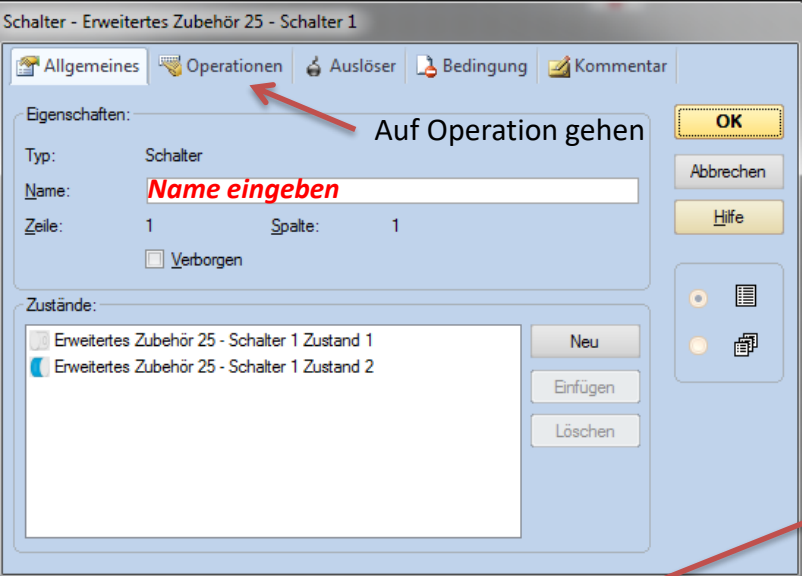 Schalter - Erweitertes Zubehör 25 - Schalter 1
Allgemeines Operationen Auslöser Bedingung Kommentar
Auf Operation gehen
Eigenschaften:
Typ: Schalter
Name: Name eingeben
Zeile: 1 Spalte: 1
Verborgen
OK
Abbrechen
Hilfe
Zustände:
Erweitertes Zubehör 25 - Schalter 1 Zustand 1
Erweitertes Zubehör 25 - Schalter 1 Zustand 2
Neu
Einfügen
Löschen